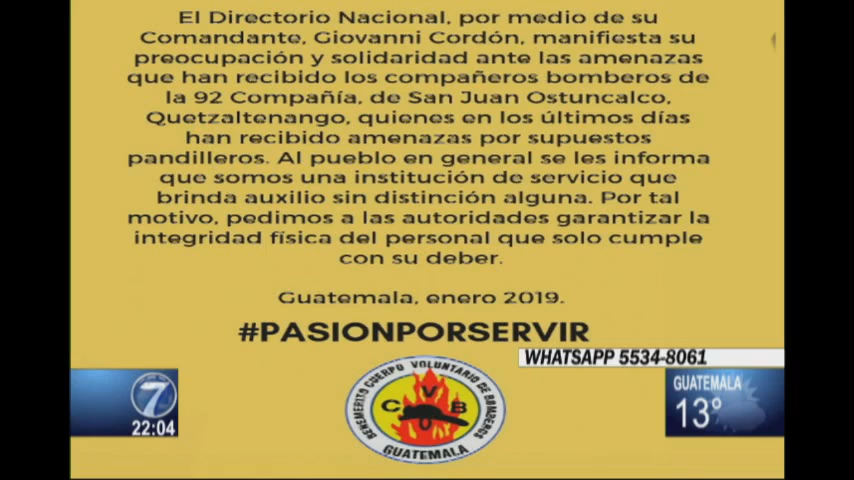 El Directorio Nacional, por medio de su
Comandante, Giovanni Cordón, manifiesta su
preocupación y solidaridad ante las amenazas
que han recibido los compañeros bomberos de
la 92 Compañía, de San Juan Ostuncalco,
Quetzaltenango, quienes en los últimos días
han recibido amenazas por supuestos
pandilleros. Al pueblo en general se les informa
que somos una institución de servicio que
brinda auxilio sin distinción alguna. Por tal
motivo, pedimos a las autoridades garantizar la
integridad física del personal que solo cumple
con su deber.
Guatemala, enero 2019.
#PASIONPORSERVIR
WHATSAPP 5534-8061
7
22:04
BENEMERITO CUERPO VOLUNTARIO DE BOMBEROS
CVB
GUATEMALA
GUATEMALA
13°